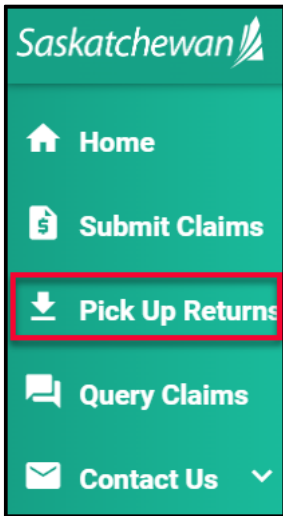 Saskatchewan
Home
Submit Claims
Pick Up Returns
Query Claims
Contact Us